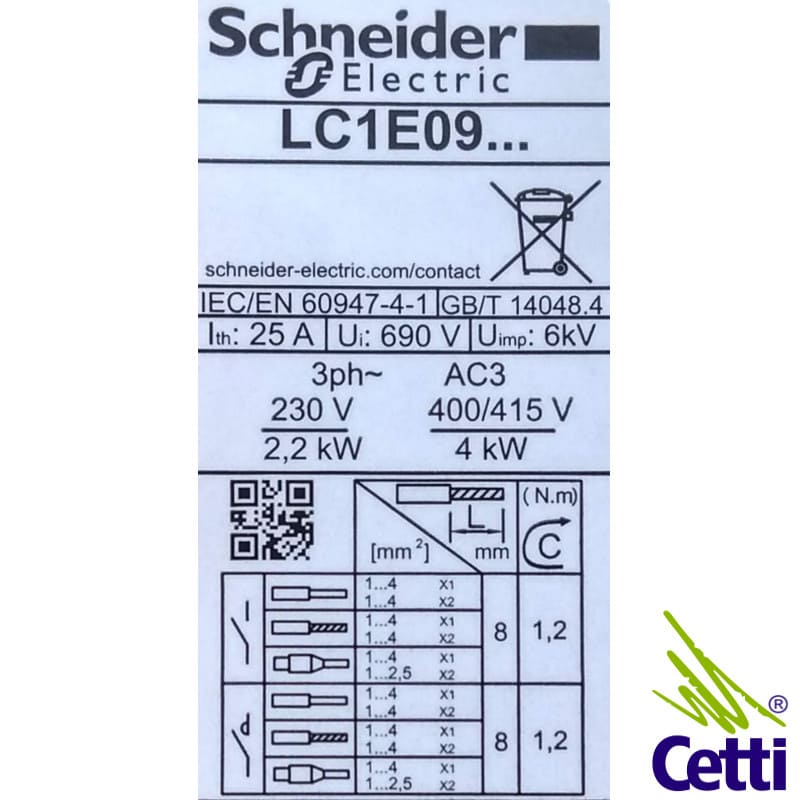 Schneider
Electric
LC1E09...
schneider-electric.com/contact
IEC/EN 60947-4-1 GB/T 14048.4
Ith: 25 A Ui: 690 V Uimp: 6kV
3ph~ AC3
230 V 400/415 V
2,2 kW 4 kW
[mm²] L mm (N.m) C
1...4 X1
1...4 X2
1...4 X1
1...4 X2
8 1,2
1...4 X1
1...2,5 X2
1...4 X1
1...4 X2
d
1...4 X1
1...4 X2
8 1,2
1...4 X1
1...2,5 X2
Cetti ®